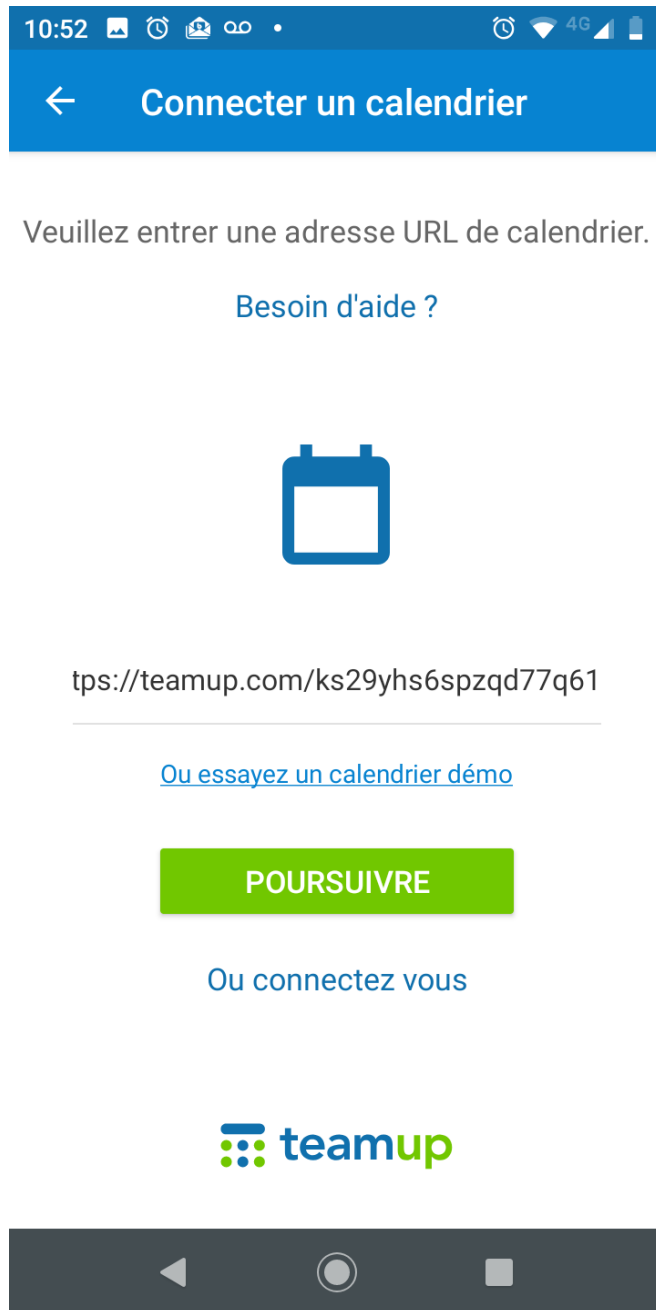 10:52
4G
Connecter un calendrier
Veuillez entrer une adresse URL de calendrier.
Besoin d'aide ?
tps://teamup.com/ks29yhs6spzqd77q61
Ou essayez un calendrier démo
POURSUIVRE
Ou connectez vous
teamup